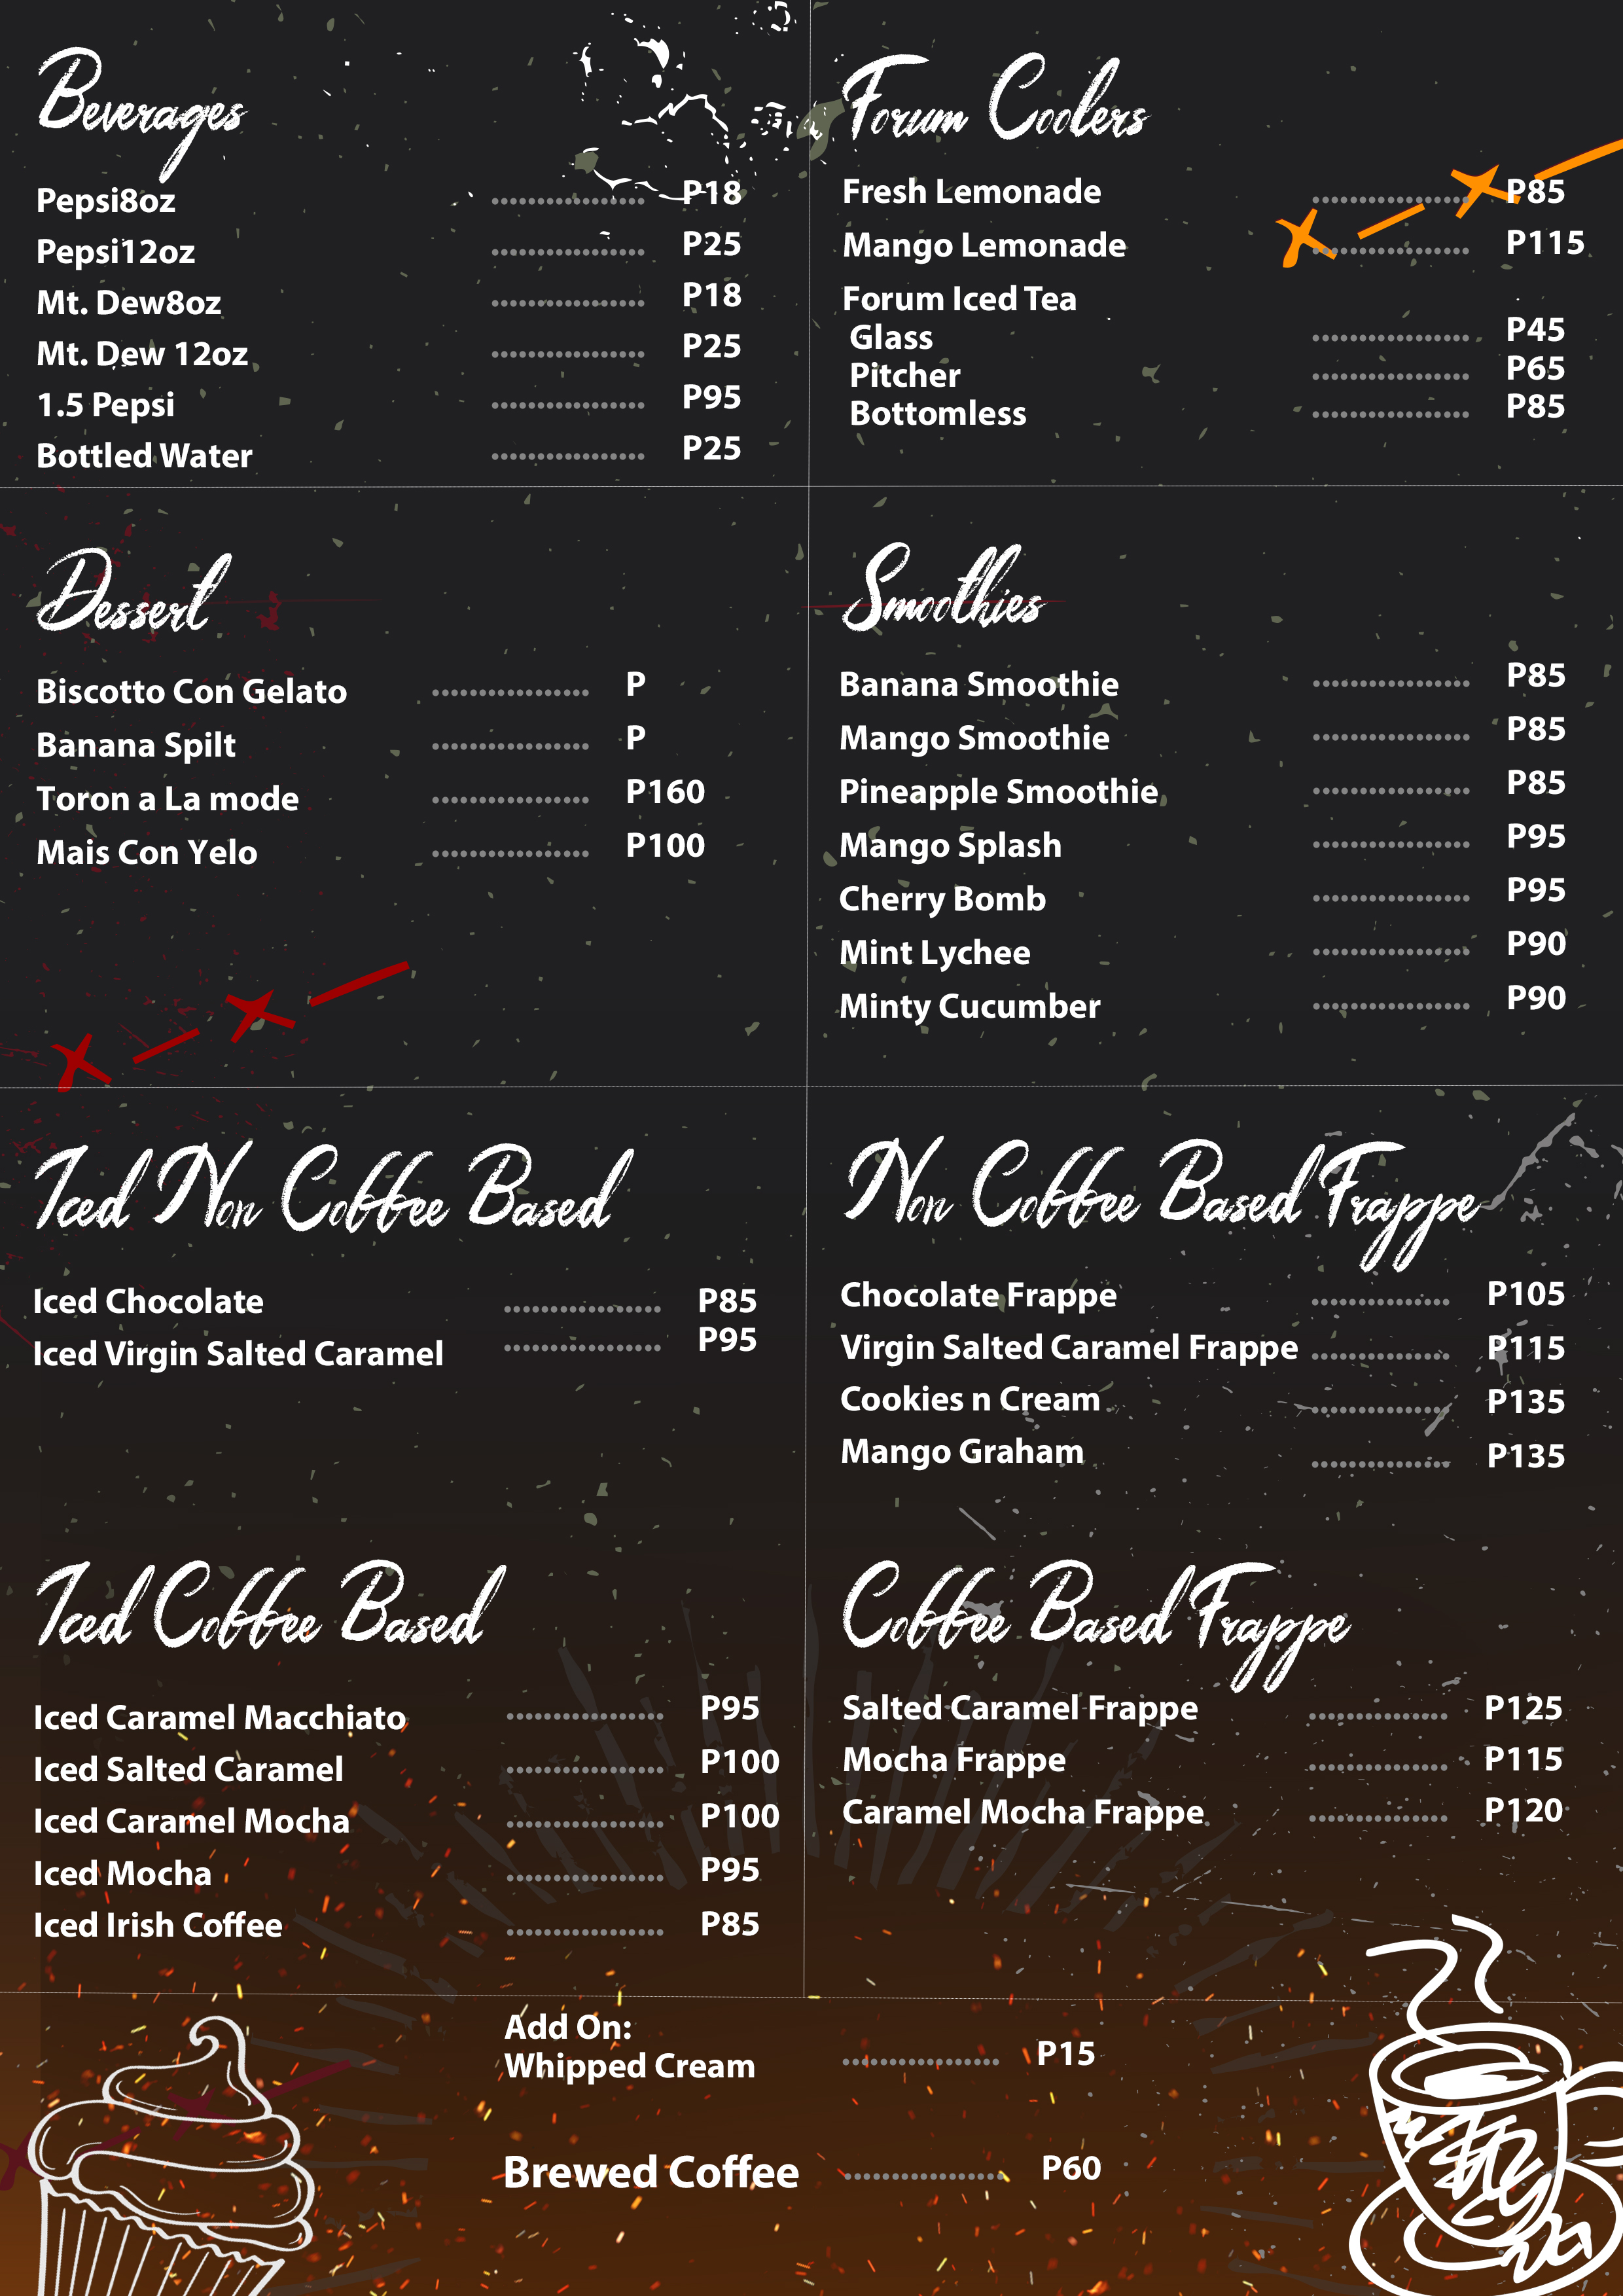 Beverages
Pepsi8oz ................ P18
Pepsi12oz ................ P25
Mt. Dew8oz ................ P18
Mt. Dew 12oz ................ P25
1.5 Pepsi ................ P95
Bottled Water ................ P25
Forum Coolers
Fresh Lemonade ................ P85
Mango Lemonade ................ P115
Forum Iced Tea
Glass ................ P45
Pitcher ................ P65
Bottomless ................ P85
Dessert
Biscotto Con Gelato ................ P
Banana Spilt ................ P
Toron a La mode ................ P160
Mais Con Yelo ................ P100
Smoothies
Banana Smoothie ................ P85
Mango Smoothie ................ P85
Pineapple Smoothie ................ P85
Mango Splash ................ P95
Cherry Bomb ................ P95
Mint Lychee ................ P90
Minty Cucumber ................ P90
Iced Non Coffee Based
Iced Chocolate ................ P85
Iced Virgin Salted Caramel ................ P95
Non Coffee Based Frappe
Chocolate Frappe ................ P105
Virgin Salted Caramel Frappe ................ P115
Cookies n Cream ................ P135
Mango Graham ................ P135
Iced Coffee Based
Iced Caramel Macchiato ................ P95
Iced Salted Caramel ................ P100
Iced Caramel Mocha ................ P100
Iced Mocha ................ P95
Iced Irish Coffee ................ P85
Coffee Based Frappe
Salted Caramel Frappe ................ P125
Mocha Frappe ................ P115
Caramel Mocha Frappe ................ P120
Add On:
Whipped Cream ................ P15
Brewed Coffee ................ P60